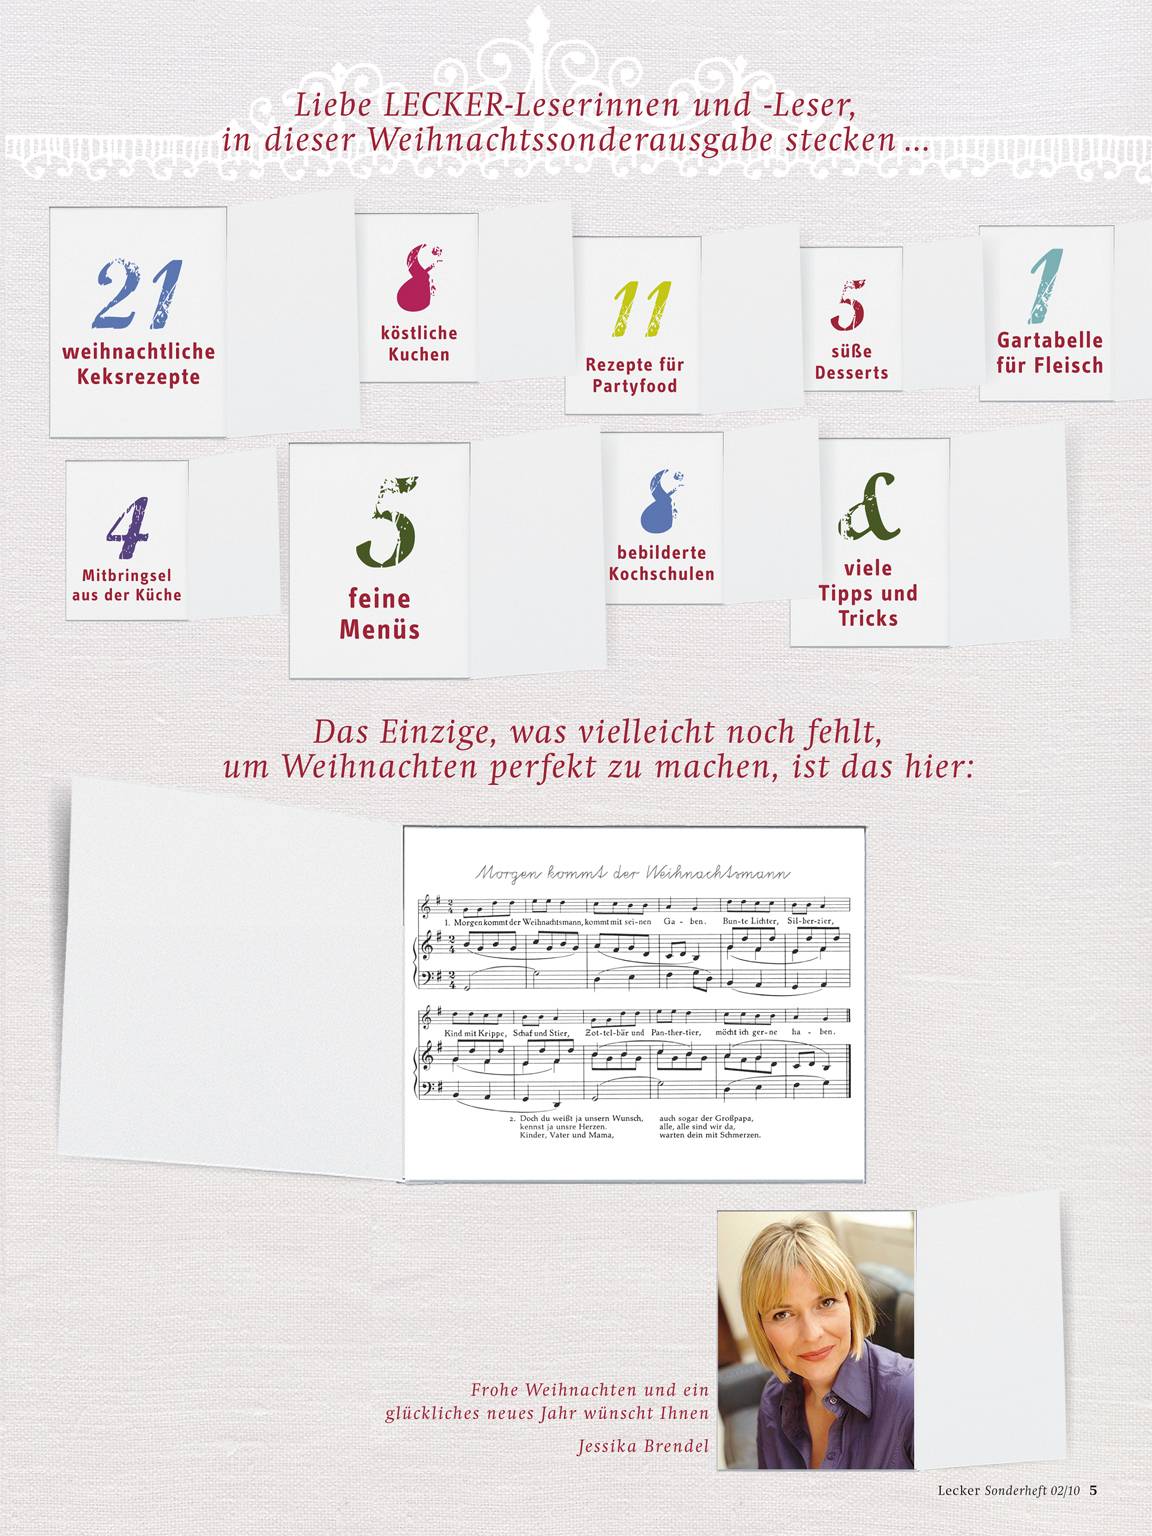 Liebe LECKER-Leserinnen und -Leser,
in dieser Weihnachtssonderausgabe stecken ...
21
weihnachtliche
Keksrezepte
8
köstliche
Kuchen
11
Rezepte für
Partyfood
5
süße
Desserts
1
Gartabelle
für Fleisch
4
Mitbringsel
aus der Küche
5
feine
Menüs
8
bebilderte
Kochschulen
&
viele
Tipps und
Tricks
Das Einzige, was vielleicht noch fehlt,
um Weihnachten perfekt zu machen, ist das hier:
Morgen kommt der Weihnachtsmann
1. Morgen kommt der Weihnachtsmann, kommt mit sei-nen Ga - ben. Bun-te Lichter, Sil-ber-zier,
Kind mit Krippe, Schaf und Stier, Zot-tel-bär und Pan-ther-tier, möcht ich ger-ne ha - ben.
2. Doch du weißt ja unsern Wunsch,
kennst ja unsre Herzen.
Kinder, Vater und Mama,
auch sogar der Großpapa,
alle, alle sind wir da,
warten dein mit Schmerzen.
Frohe Weihnachten und ein
glückliches neues Jahr wünscht Ihnen
Jessika Brendel
Lecker Sonderheft 02/10 5